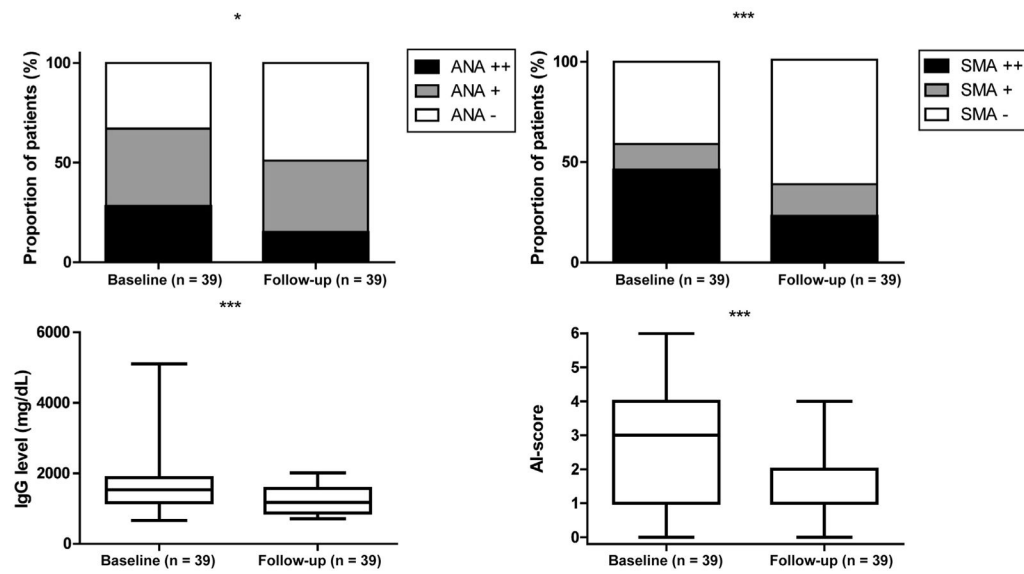 *
Proportion of patients (%)
100
50
0
Baseline (n = 39)
Follow-up (n = 39)
ANA ++
ANA +
ANA -
***
Proportion of patients (%)
100
50
0
Baseline (n = 39)
Follow-up (n = 39)
SMA ++
SMA +
SMA -
***
IgG level (mg/dL)
6000
4000
2000
0
Baseline (n = 39)
Follow-up (n = 39)
***
AI-score
6
5
4
3
2
1
0
Baseline (n = 39)
Follow-up (n = 39)